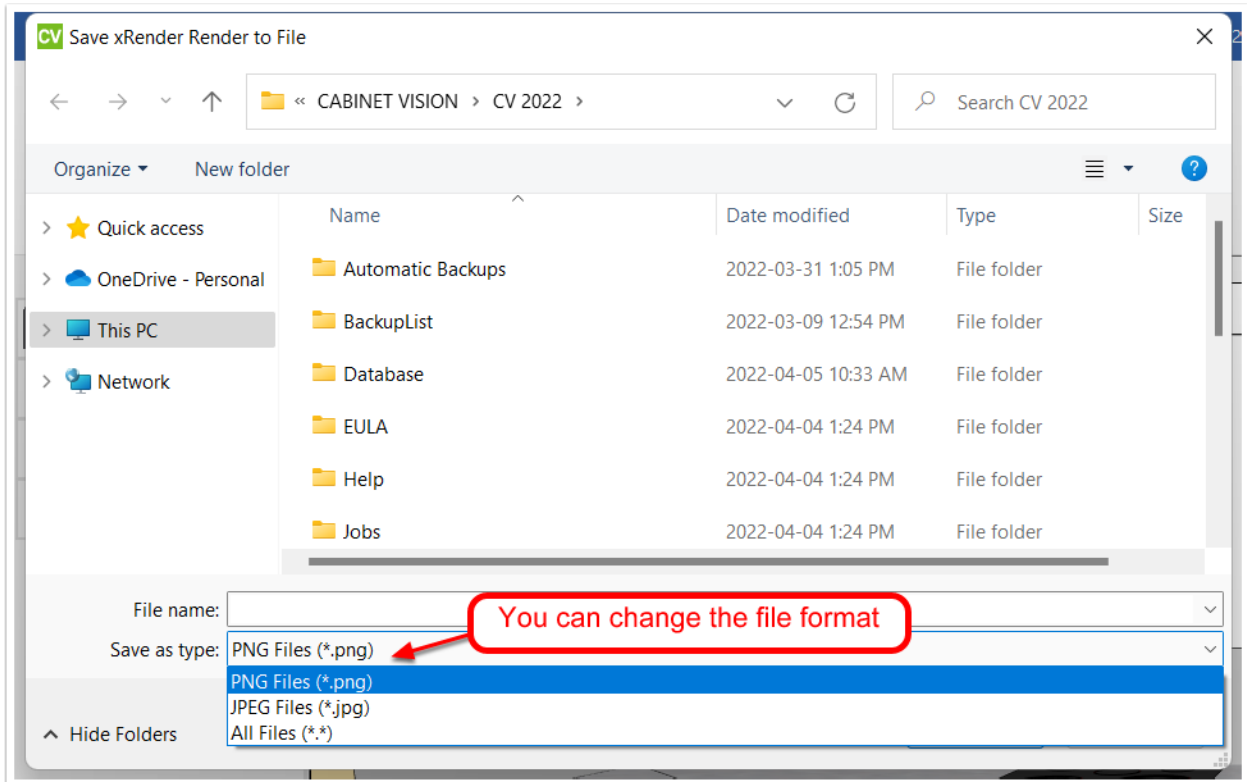 CV Save xRender Render to File
2
« CABINET VISION > CV 2022 >
Search CV 2022
Organize
New folder
?
Name Date modified Type Size
Quick access
OneDrive - Personal
This PC
Network
Automatic Backups 2022-03-31 1:05 PM File folder
BackupList 2022-03-09 12:54 PM File folder
Database 2022-04-05 10:33 AM File folder
EULA 2022-04-04 1:24 PM File folder
Help 2022-04-04 1:24 PM File folder
Jobs 2022-04-04 1:24 PM File folder
File name:
You can change the file format
Save as type: PNG Files (*.png)
PNG Files (*.png)
JPEG Files (*.jpg)
All Files (*.*)
Hide Folders